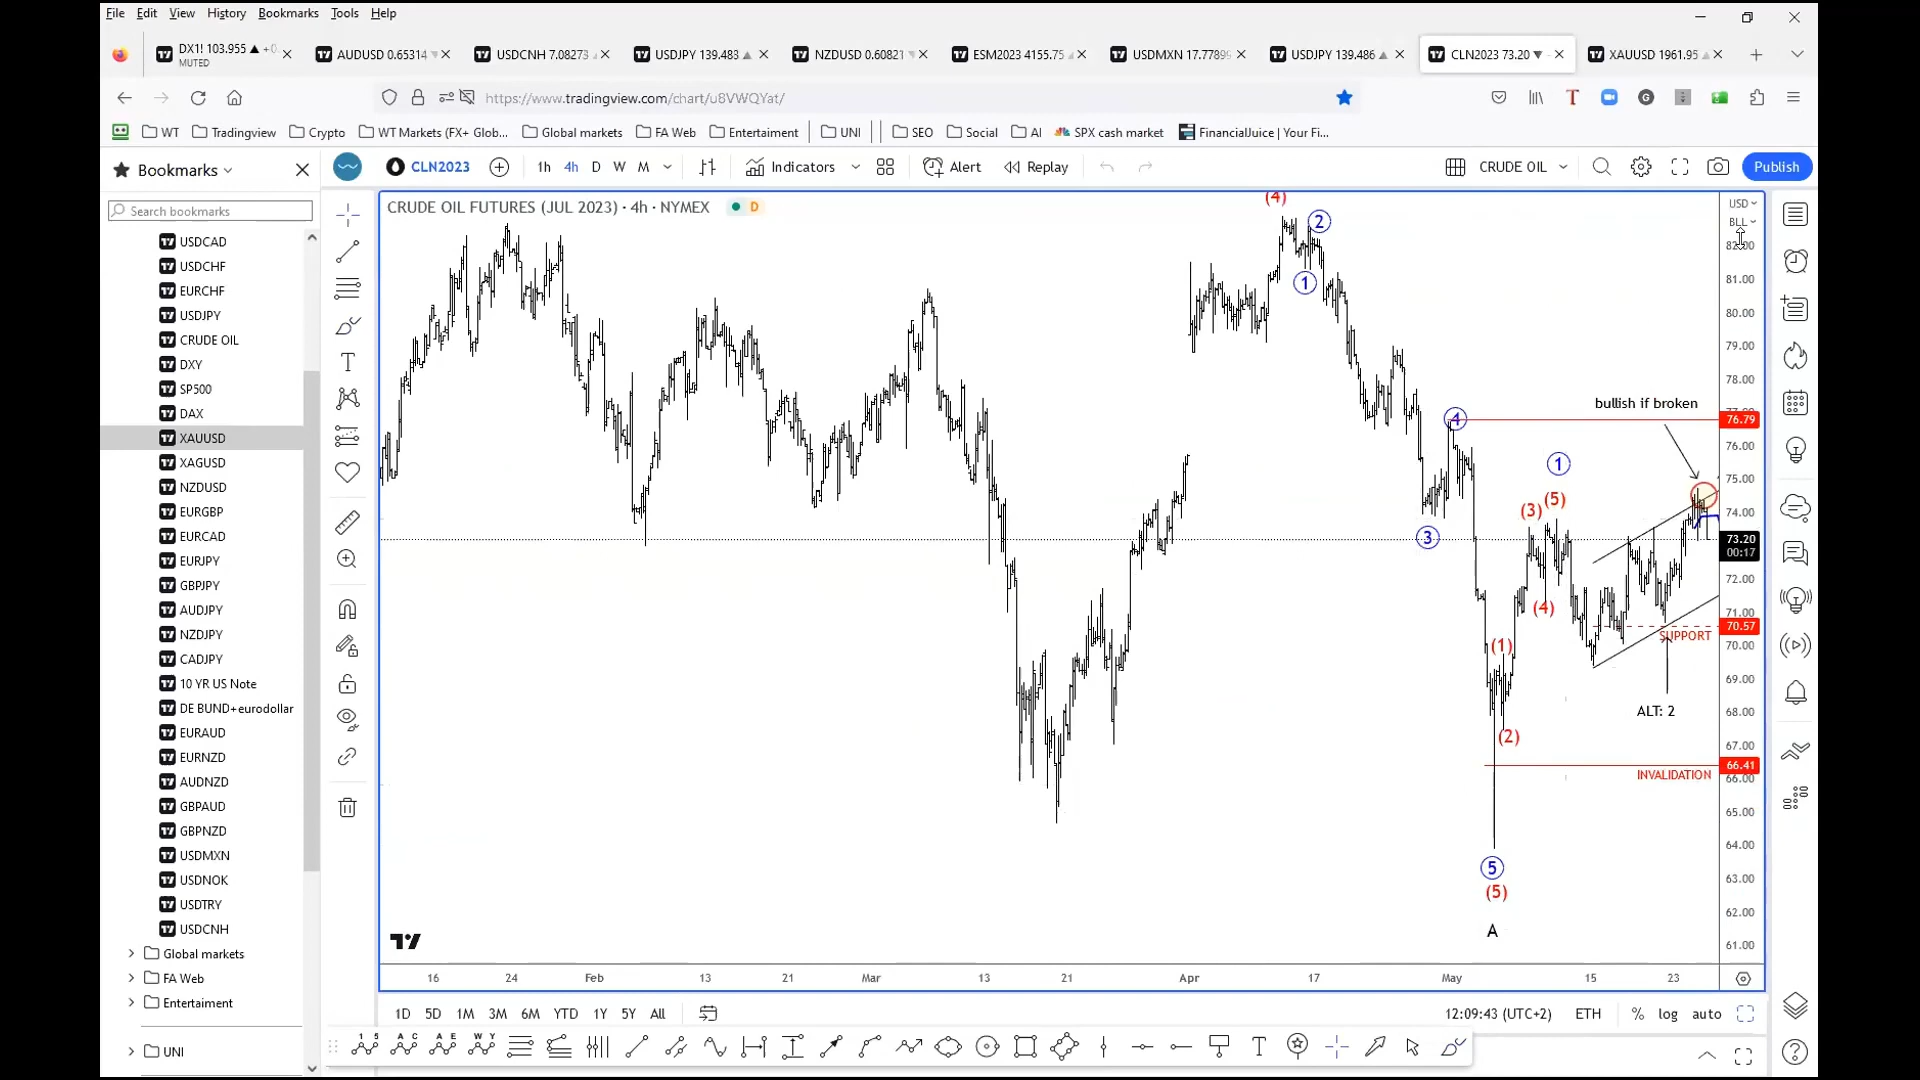 File Edit View History Bookmarks Tools Help
DX1! 103.955 ▲ +0
MUTED
AUDUSD 0.65314
USDCNH 7.08273
USDJPY 139.483
NZDUSD 0.60821
ESM2023 4155.75
USDMXN 17.77899
USDJPY 139.486
CLN2023 73.20 ▼
XAUUSD 1961.95
https://www.tradingview.com/chart/u8VWQYat/
WT Tradingview Crypto WT Markets (FX+ Glob... Global markets FA Web Entertaiment UNI SEO Social AI SPX cash market FinancialJuice | Your Fi...
Bookmarks
CLN2023 1h 4h D W M Indicators Alert Replay CRUDE OIL Publish
Search bookmarks
USDCAD
USDCHF
EURCHF
USDJPY
CRUDE OIL
DXY
SP500
DAX
XAUUSD
XAGUSD
NZDUSD
EURGBP
EURCAD
EURJPY
GBPJPY
AUDJPY
NZDJPY
CADJPY
10 YR US Note
DE BUND+eurodollar
EURAUD
EURNZD
AUDNZD
GBPAUD
GBPNZD
USDMXN
USDNOK
USDTRY
USDCNH
Global markets
FA Web
Entertaiment
UNI
CRUDE OIL FUTURES (JUL 2023) · 4h · NYMEX D
(4)
2
1
bullish if broken
4
1
(3) (5)
3
(4)
(1)
SUPPORT
ALT: 2
(2)
INVALIDATION
5
(5)
A
USD
BLL
81.00
80.00
79.00
78.00
76.79
76.00
75.00
74.00
73.20
00:17
72.00
71.00
70.57
70.00
69.00
68.00
67.00
66.41
66.00
65.00
64.00
63.00
62.00
61.00
16 24 Feb 13 21 Mar 13 21 Apr 17 May 15 23
1D 5D 1M 3M 6M YTD 1Y 5Y All 12:09:43 (UTC+2) ETH % log auto